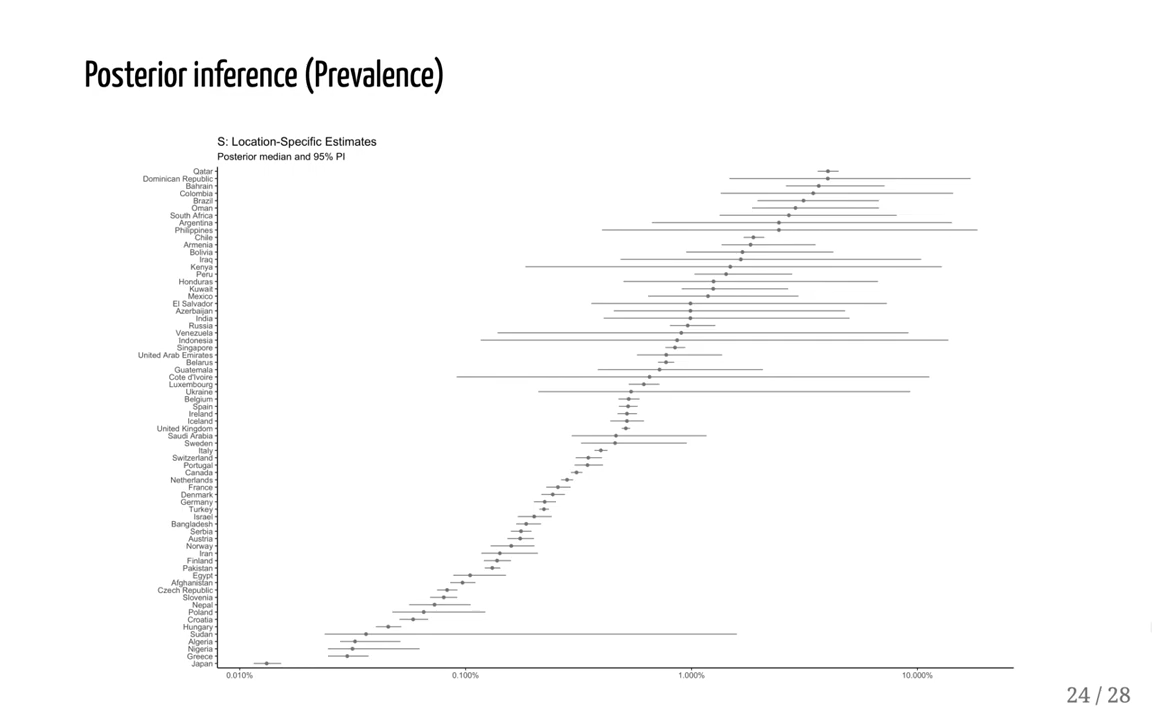 Posterior inference (Prevalence)
S: Location-Specific Estimates
Posterior median and 95% PI
Qatar
Dominican Republic
Bahrain
Colombia
Brazil
Oman
South Africa
Argentina
Philippines
Chile
Armenia
Bolivia
Iraq
Kenya
Peru
Honduras
Kuwait
Mexico
El Salvador
Azerbaijan
India
Russia
Venezuela
Indonesia
Singapore
United Arab Emirates
Belarus
Guatemala
Cote d'Ivoire
Luxembourg
Ukraine
Belgium
Spain
Ireland
Iceland
United Kingdom
Saudi Arabia
Sweden
Italy
Switzerland
Portugal
Canada
Netherlands
France
Denmark
Germany
Turkey
Israel
Bangladesh
Serbia
Austria
Norway
Iran
Finland
Pakistan
Egypt
Afghanistan
Czech Republic
Slovenia
Nepal
Poland
Croatia
Hungary
Sudan
Algeria
Nigeria
Greece
Japan
0.010% 0.100% 1.000% 10.000%
24 / 28